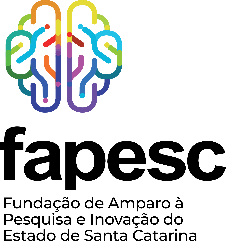 fapesc
Fundação de Amparo à
Pesquisa e Inovação do
Estado de Santa Catarina